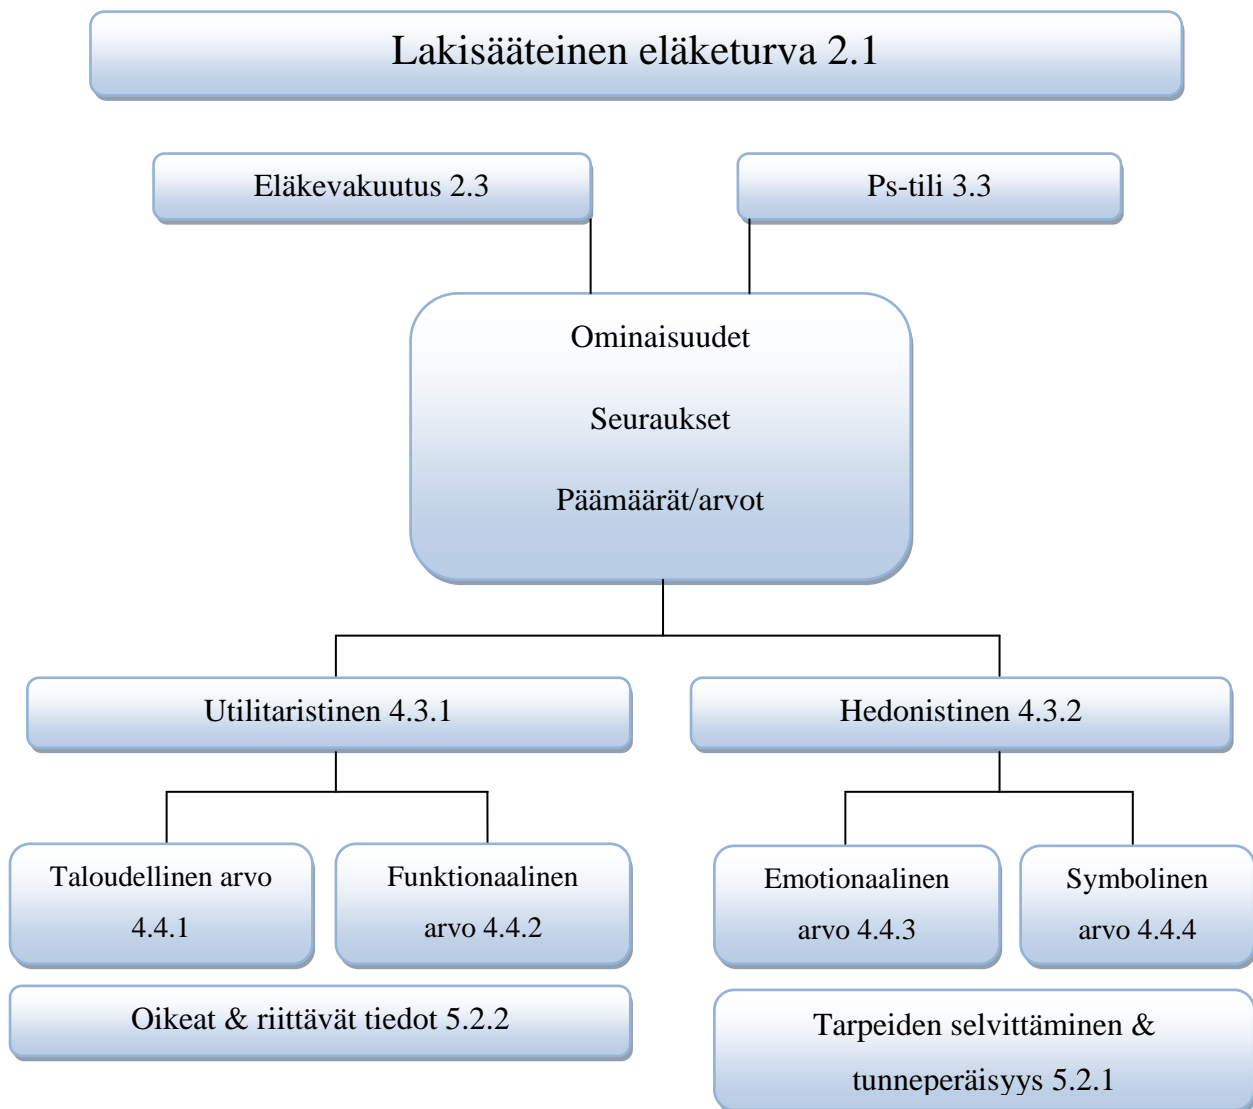 Lakisääteinen eläketurva 2.1
Eläkevakuutus 2.3
Ps-tili 3.3
Ominaisuudet
Seuraukset
Päämäärät/arvot
Utilitaristinen 4.3.1
Hedonistinen 4.3.2
Taloudellinen arvo
4.4.1
Funktionaalinen
arvo 4.4.2
Emotionaalinen
arvo 4.4.3
Symbolinen
arvo 4.4.4
Oikeat & riittävät tiedot 5.2.2
Tarpeiden selvittäminen &
tunneperäisyys 5.2.1